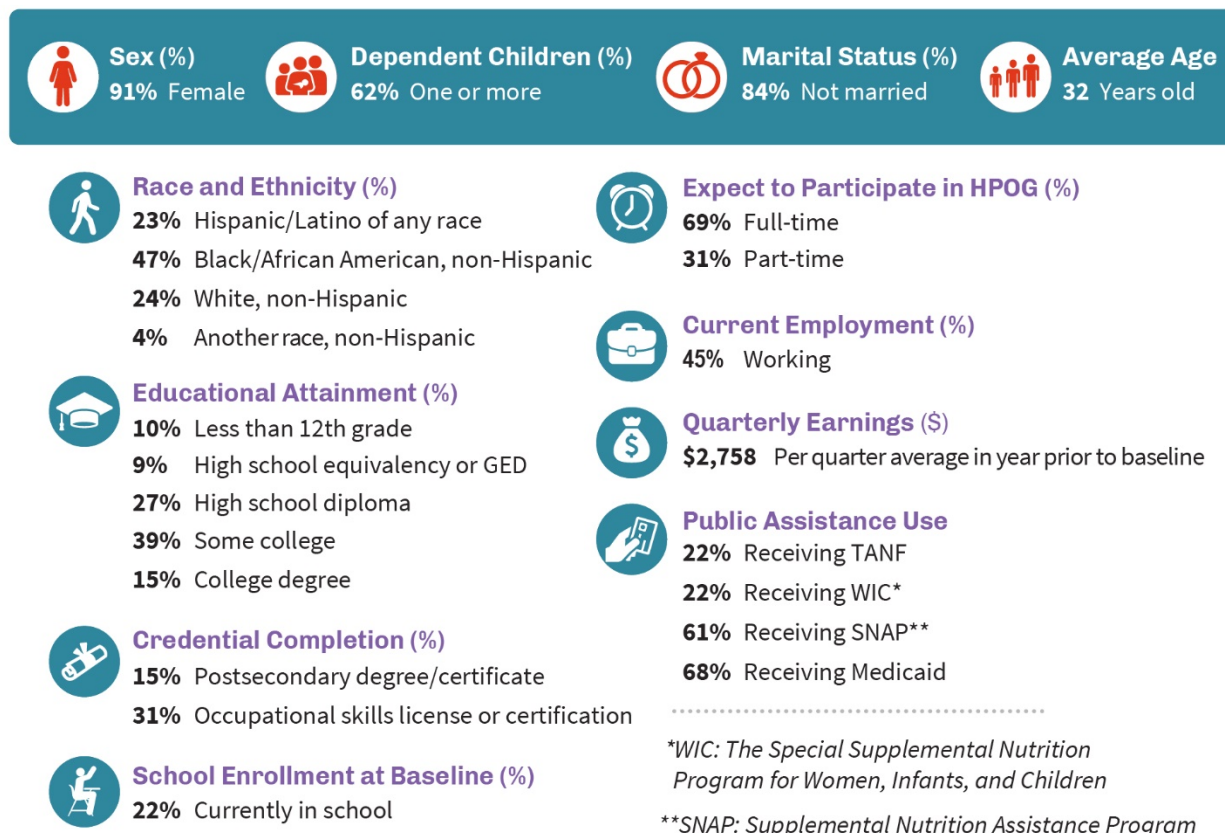 Sex (%)
91% Female
Dependent Children (%)
62% One or more
Marital Status (%)
84% Not married
Average Age
32 Years old
Race and Ethnicity (%)
23% Hispanic/Latino of any race
47% Black/African American, non-Hispanic
24% White, non-Hispanic
4% Another race, non-Hispanic
Educational Attainment (%)
10% Less than 12th grade
9% High school equivalency or GED
27% High school diploma
39% Some college
15% College degree
Credential Completion (%)
15% Postsecondary degree/certificate
31% Occupational skills license or certification
School Enrollment at Baseline (%)
22% Currently in school
Expect to Participate in HPOG (%)
69% Full-time
31% Part-time
Current Employment (%)
45% Working
Quarterly Earnings ($)
$
$2,758 Per quarter average in year prior to baseline
Public Assistance Use
22% Receiving TANF
22% Receiving WIC*
61% Receiving SNAP**
68% Receiving Medicaid
*WIC: The Special Supplemental Nutrition
Program for Women, Infants, and Children
**SNAP: Supplemental Nutrition Assistance Program